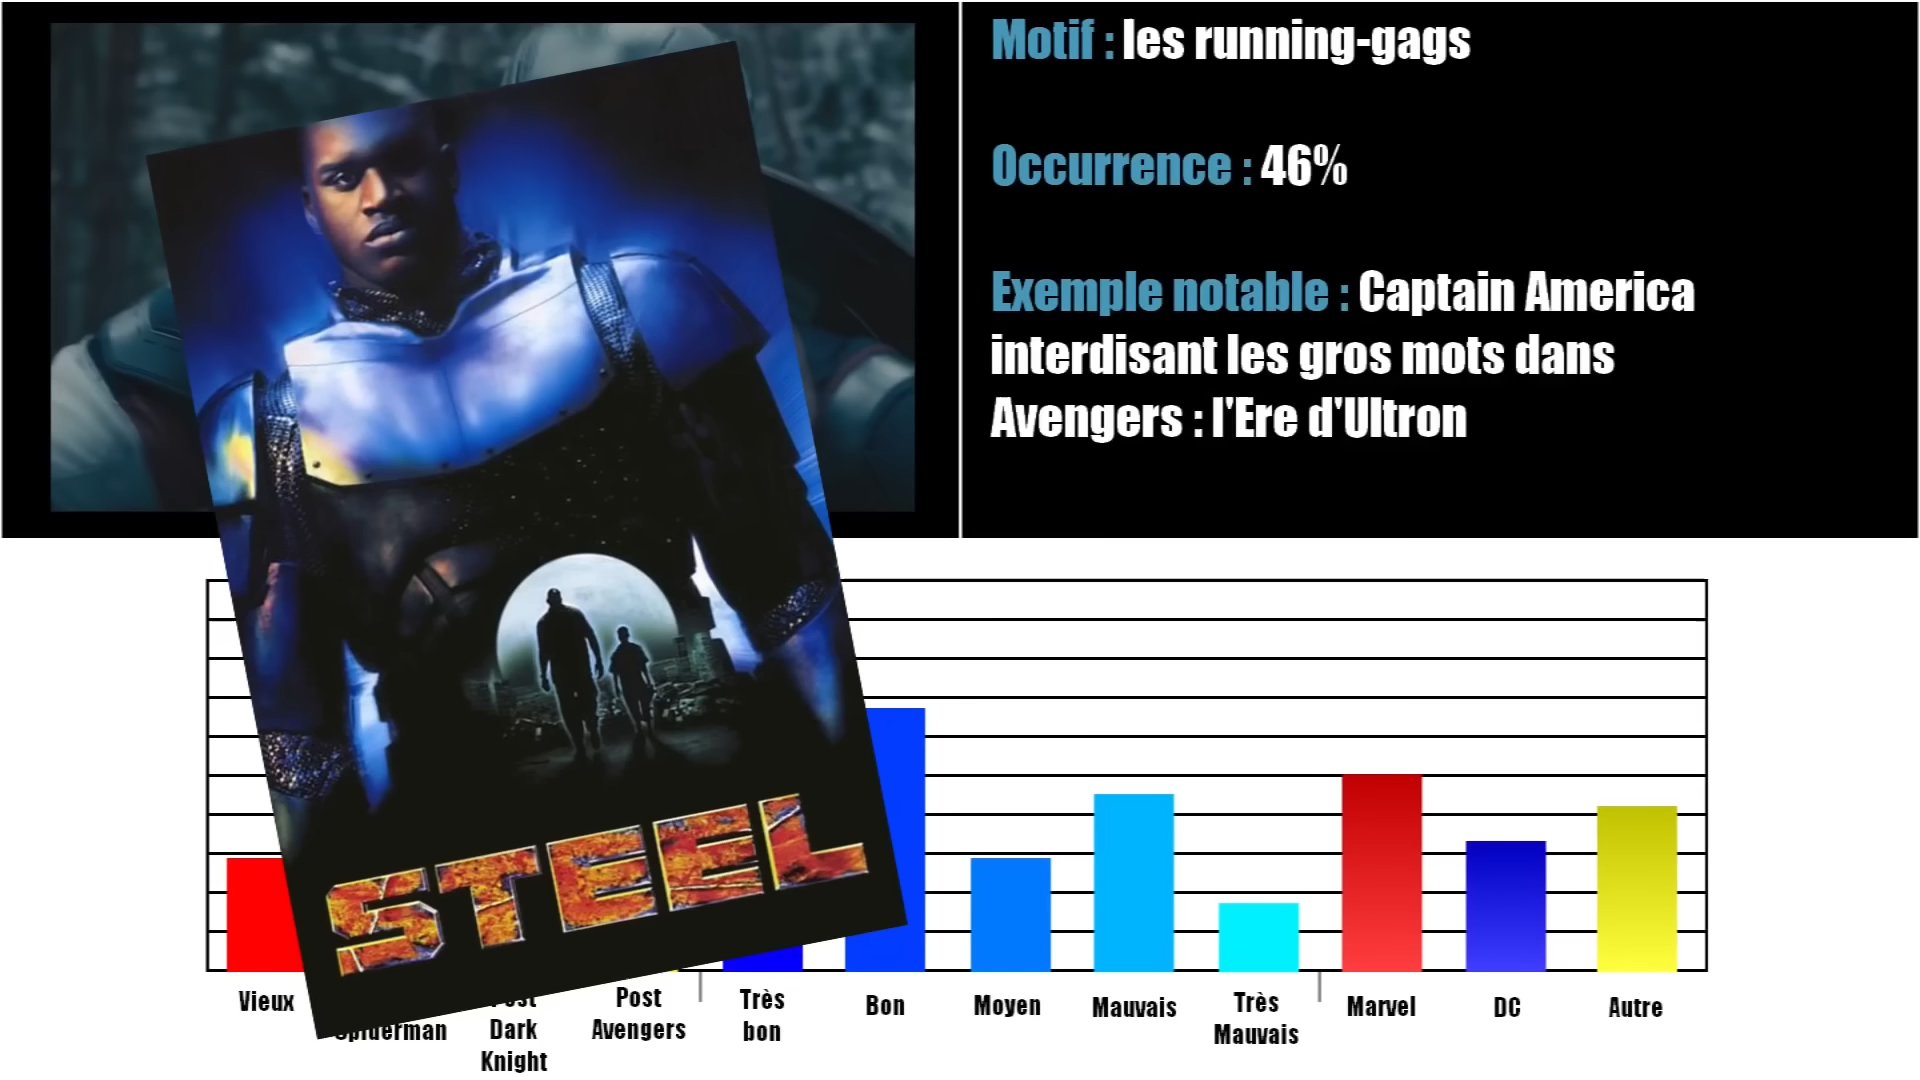 Motif : les running-gags
Occurrence : 46%
Exemple notable : Captain America
interdisant les gros mots dans
Avengers : l'Ere d'Ultron
STEEL
Vieux
Spiderman
Post
Dark
Knight
Post
Avengers
Très
bon
Bon
Moyen
Mauvais
Très
Mauvais
Marvel
DC
Autre